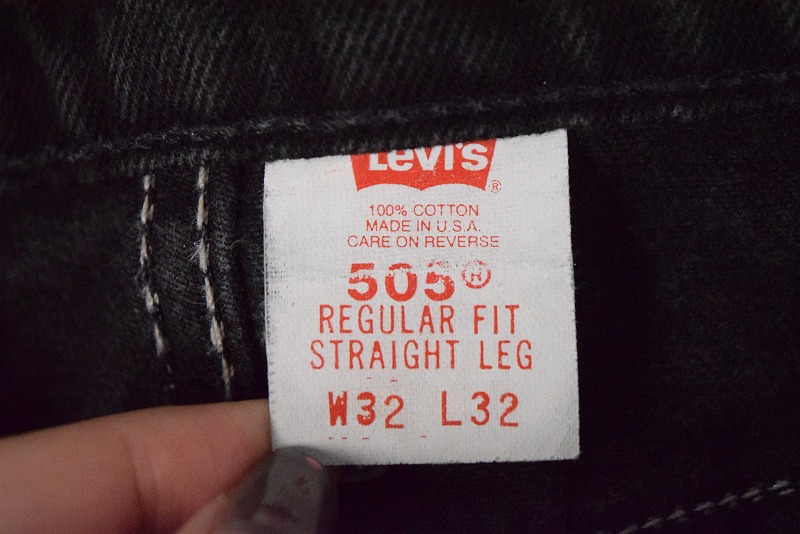 Levi's
®
100% COTTON
MADE IN U.S.A.
CARE ON REVERSE
505®
REGULAR FIT
STRAIGHT LEG
W32 L32